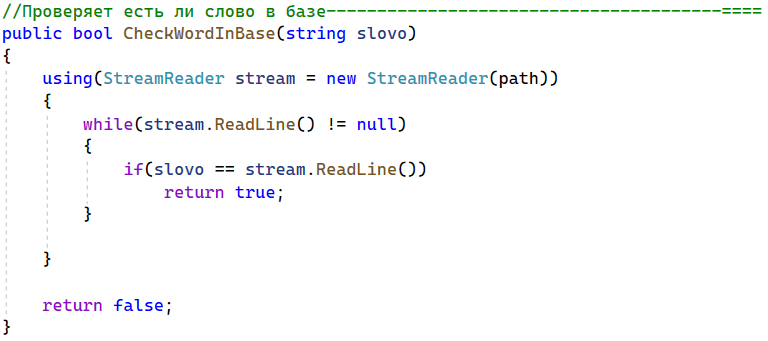 //Проверяет есть ли слово в базе---------------------------------------====
public bool CheckWordInBase(string slovo)
{
    using(StreamReader stream = new StreamReader(path))
    {
        while(stream.ReadLine() != null)
        {
            if(slovo == stream.ReadLine())
                return true;
        }

    }

    return false;
}